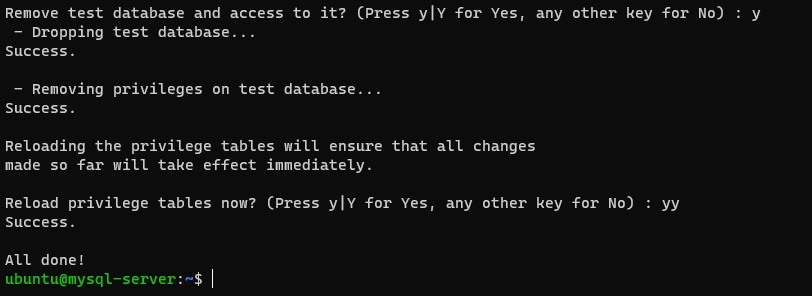 Remove test database and access to it? (Press y|Y for Yes, any other key for No) : y
 - Dropping test database...
Success.

 - Removing privileges on test database...
Success.

Reloading the privilege tables will ensure that all changes
made so far will take effect immediately.

Reload privilege tables now? (Press y|Y for Yes, any other key for No) : yy
Success.

All done!
ubuntu@mysql-server:~$